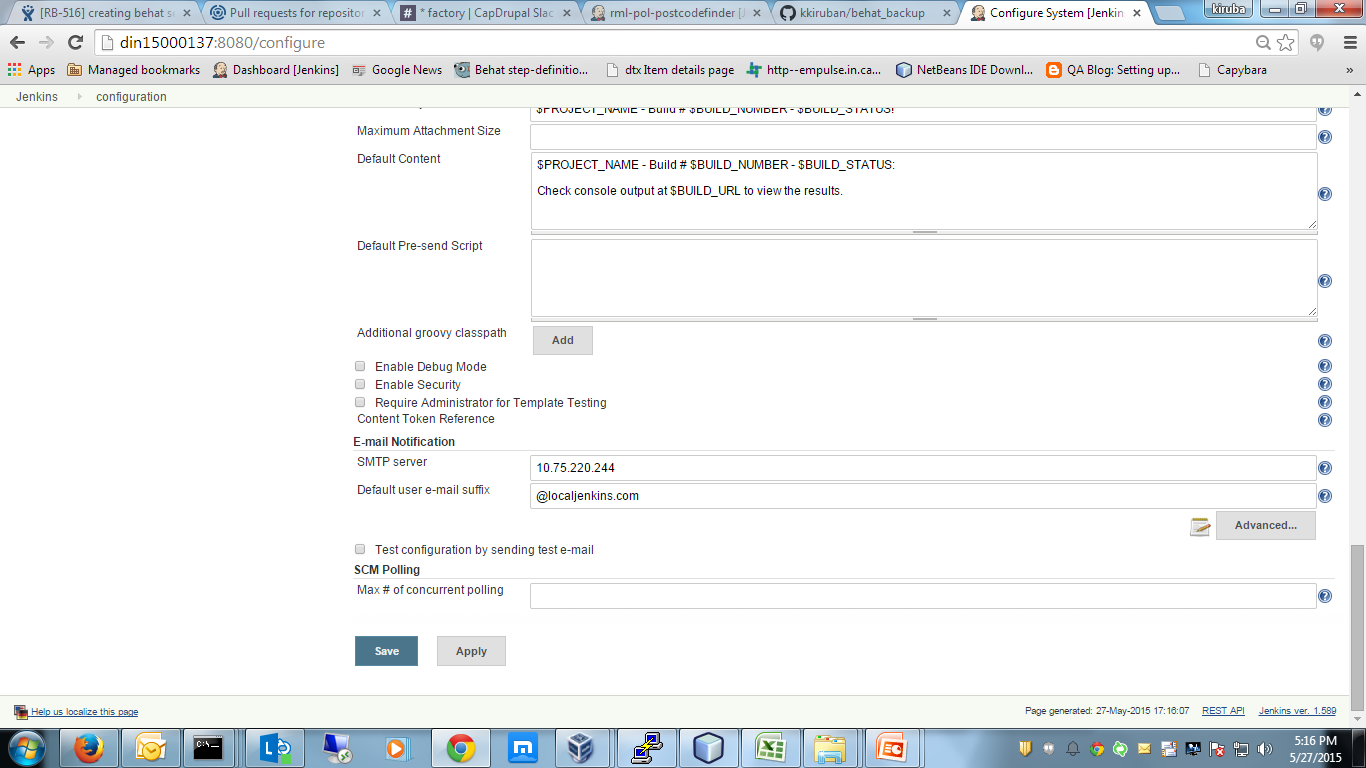 [RB-516] creating behat s
Pull requests for repositor
* factory | CapDrupal Slac
rml-pol-postcodefinder [J
kkiruban/behat_backup
Configure System [Jenkin
kiruba
din15000137:8080/configure
Apps
Managed bookmarks
Dashboard [Jenkins]
Google News
Behat step-definitio...
dtx Item details page
http--empulse.in.ca...
NetBeans IDE Downl...
QA Blog: Setting up...
Capybara
»
Jenkins
configuration
$PROJECT_NAME - Build # $BUILD_NUMBER - $BUILD_STATUS!
Maximum Attachment Size
Default Content
$PROJECT_NAME - Build # $BUILD_NUMBER - $BUILD_STATUS:
Check console output at $BUILD_URL to view the results.
Default Pre-send Script
Additional groovy classpath
Add
Enable Debug Mode
Enable Security
Require Administrator for Template Testing
Content Token Reference
E-mail Notification
SMTP server
10.75.220.244
Default user e-mail suffix
@localjenkins.com
Advanced...
Test configuration by sending test e-mail
SCM Polling
Max # of concurrent polling
Save
Apply
Help us localize this page
Page generated: 27-May-2015 17:16:07
REST API
Jenkins ver. 1.589
5:16 PM
5/27/2015